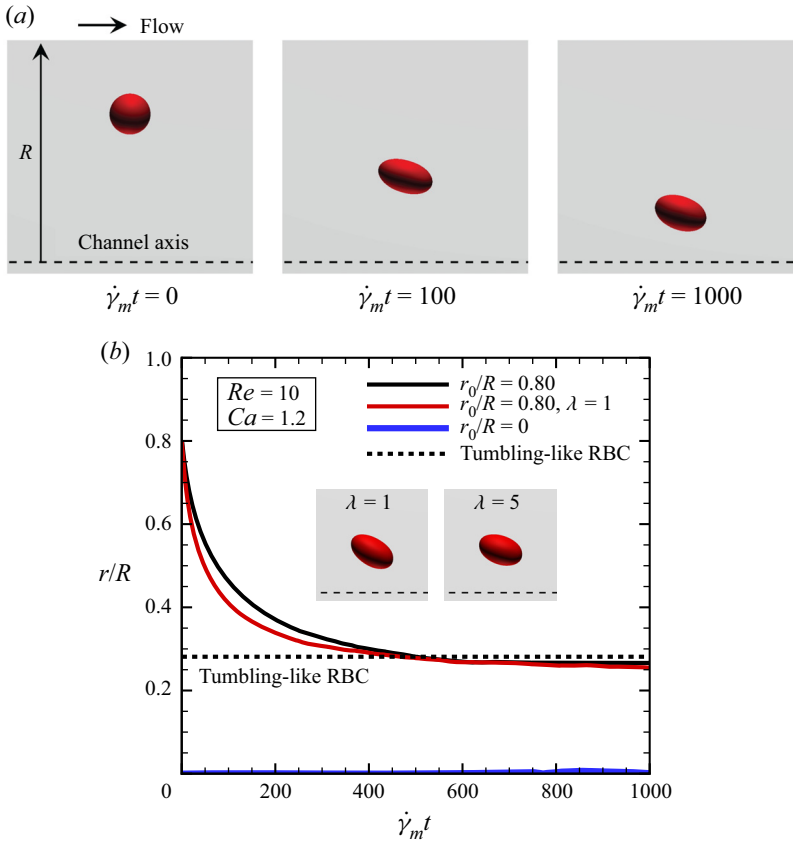 (a)
Flow
R
Channel axis
γ̇ₘt = 0
γ̇ₘt = 100
γ̇ₘt = 1000
(b)
1.0
0.8
0.6
0.4
0.2
r/R
Re = 10
Ca = 1.2
r₀/R = 0.80
r₀/R = 0.80, λ = 1
r₀/R = 0
Tumbling-like RBC
λ = 1
λ = 5
Tumbling-like RBC
0 200 400 600 800 1000
γ̇ₘt